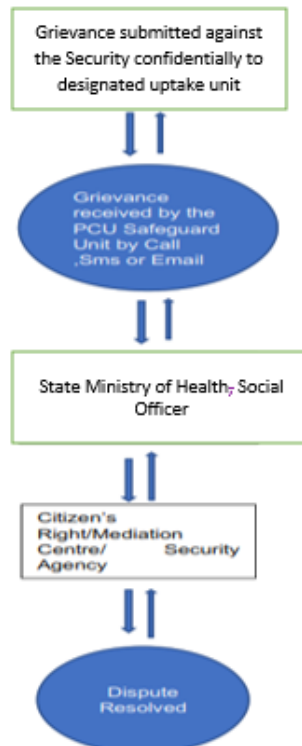 Grievance submitted against
the Security confidentially to
designated uptake unit
Grievance
received by the
PCU Safeguard
Unit by Call
,Sms or Email
State Ministry of Health, Social
Officer
Citizen's
Right/Mediation
Centre/ Security
Agency
Dispute
Resolved